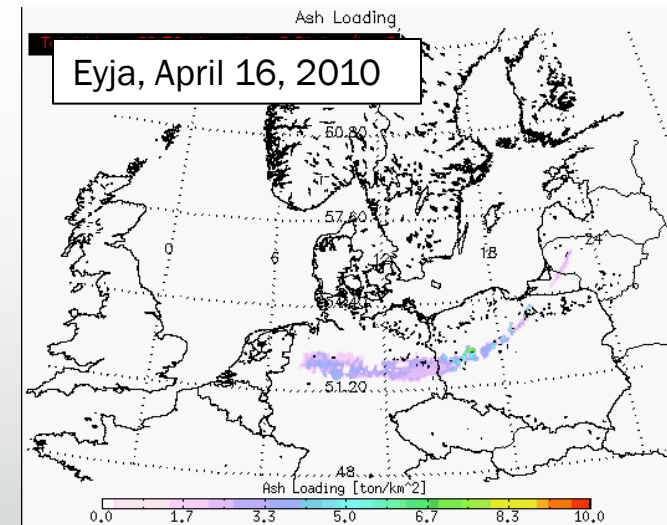 Ash Loading
Eyja, April 16, 2010
60.80
57.60
0 6 12 18 24
51.20
48
Ash Loading [ton/km^2]
0.0 1.7 3.3 5.0 6.7 8.3 10.0